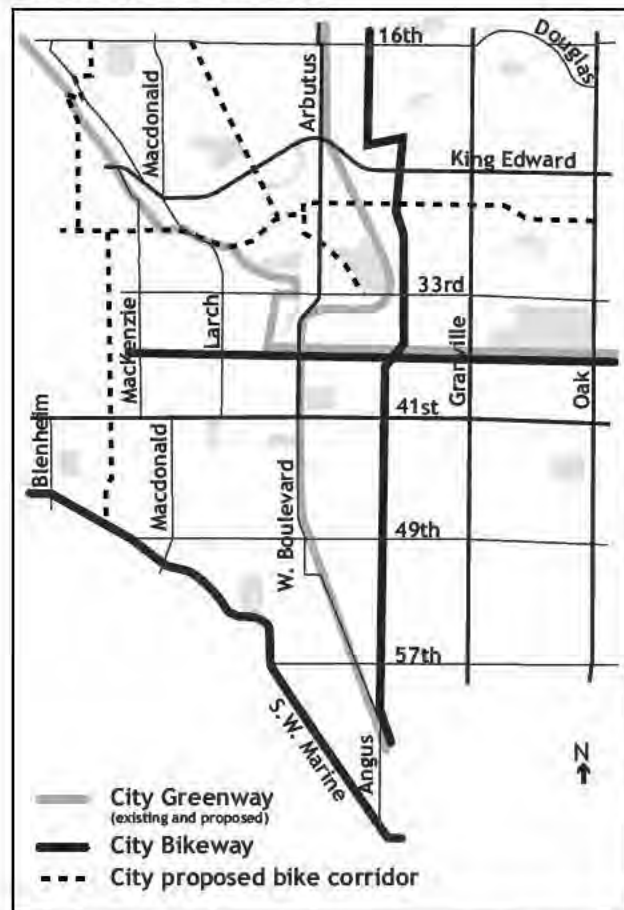 16th
Douglas
Macdonald
Arbutus
King Edward
33rd
MacKenzie
Larch
Granville
Oak
41st
Blenheim
Macdonald
W. Boulevard
49th
57th
S.W. Marine
Angus
N
City Greenway
(existing and proposed)
City Bikeway
City proposed bike corridor